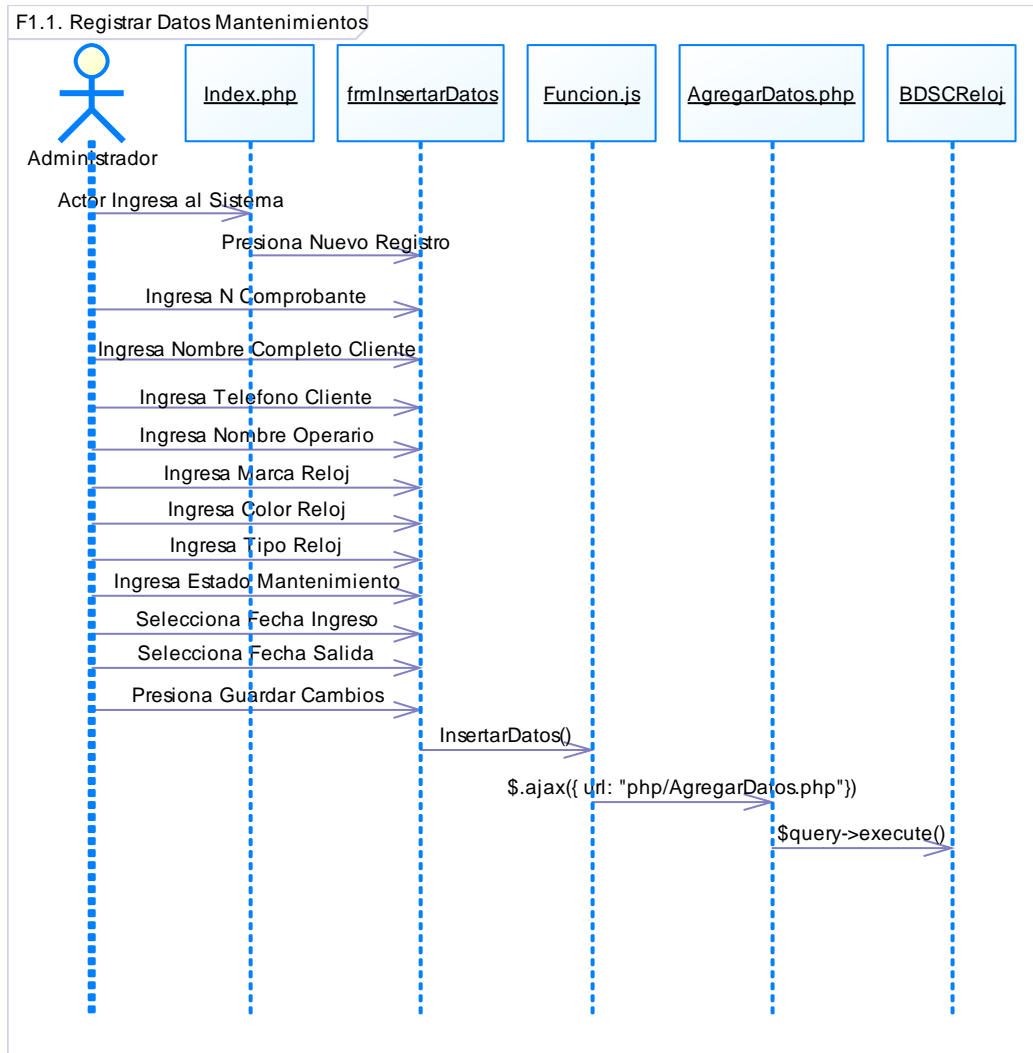 F1.1. Registrar Datos Mantenimientos
Index.php
frmInsertarDatos
Funcion.js
AgregarDatos.php
BDSCReloj
Administrador
Actor Ingresa al Sistema
Presiona Nuevo Registro
Ingresa N Comprobante
Ingresa Nombre Completo Cliente
Ingresa Telefono Cliente
Ingresa Nombre Operario
Ingresa Marca Reloj
Ingresa Color Reloj
Ingresa Tipo Reloj
Ingresa Estado Mantenimiento
Selecciona Fecha Ingreso
Selecciona Fecha Salida
Presiona Guardar Cambios
InsertarDatos()
$.ajax({ url: "php/AgregarDatos.php"})
$query->execute()